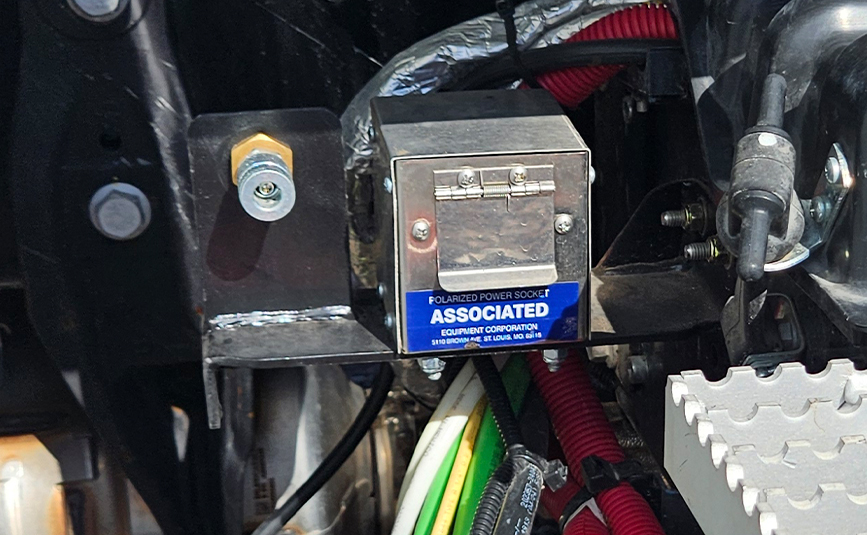 POLARIZED POWER SOCKET
ASSOCIATED
EQUIPMENT CORPORATION
5110 BROWN AVE. ST. LOUIS, MO. 63115